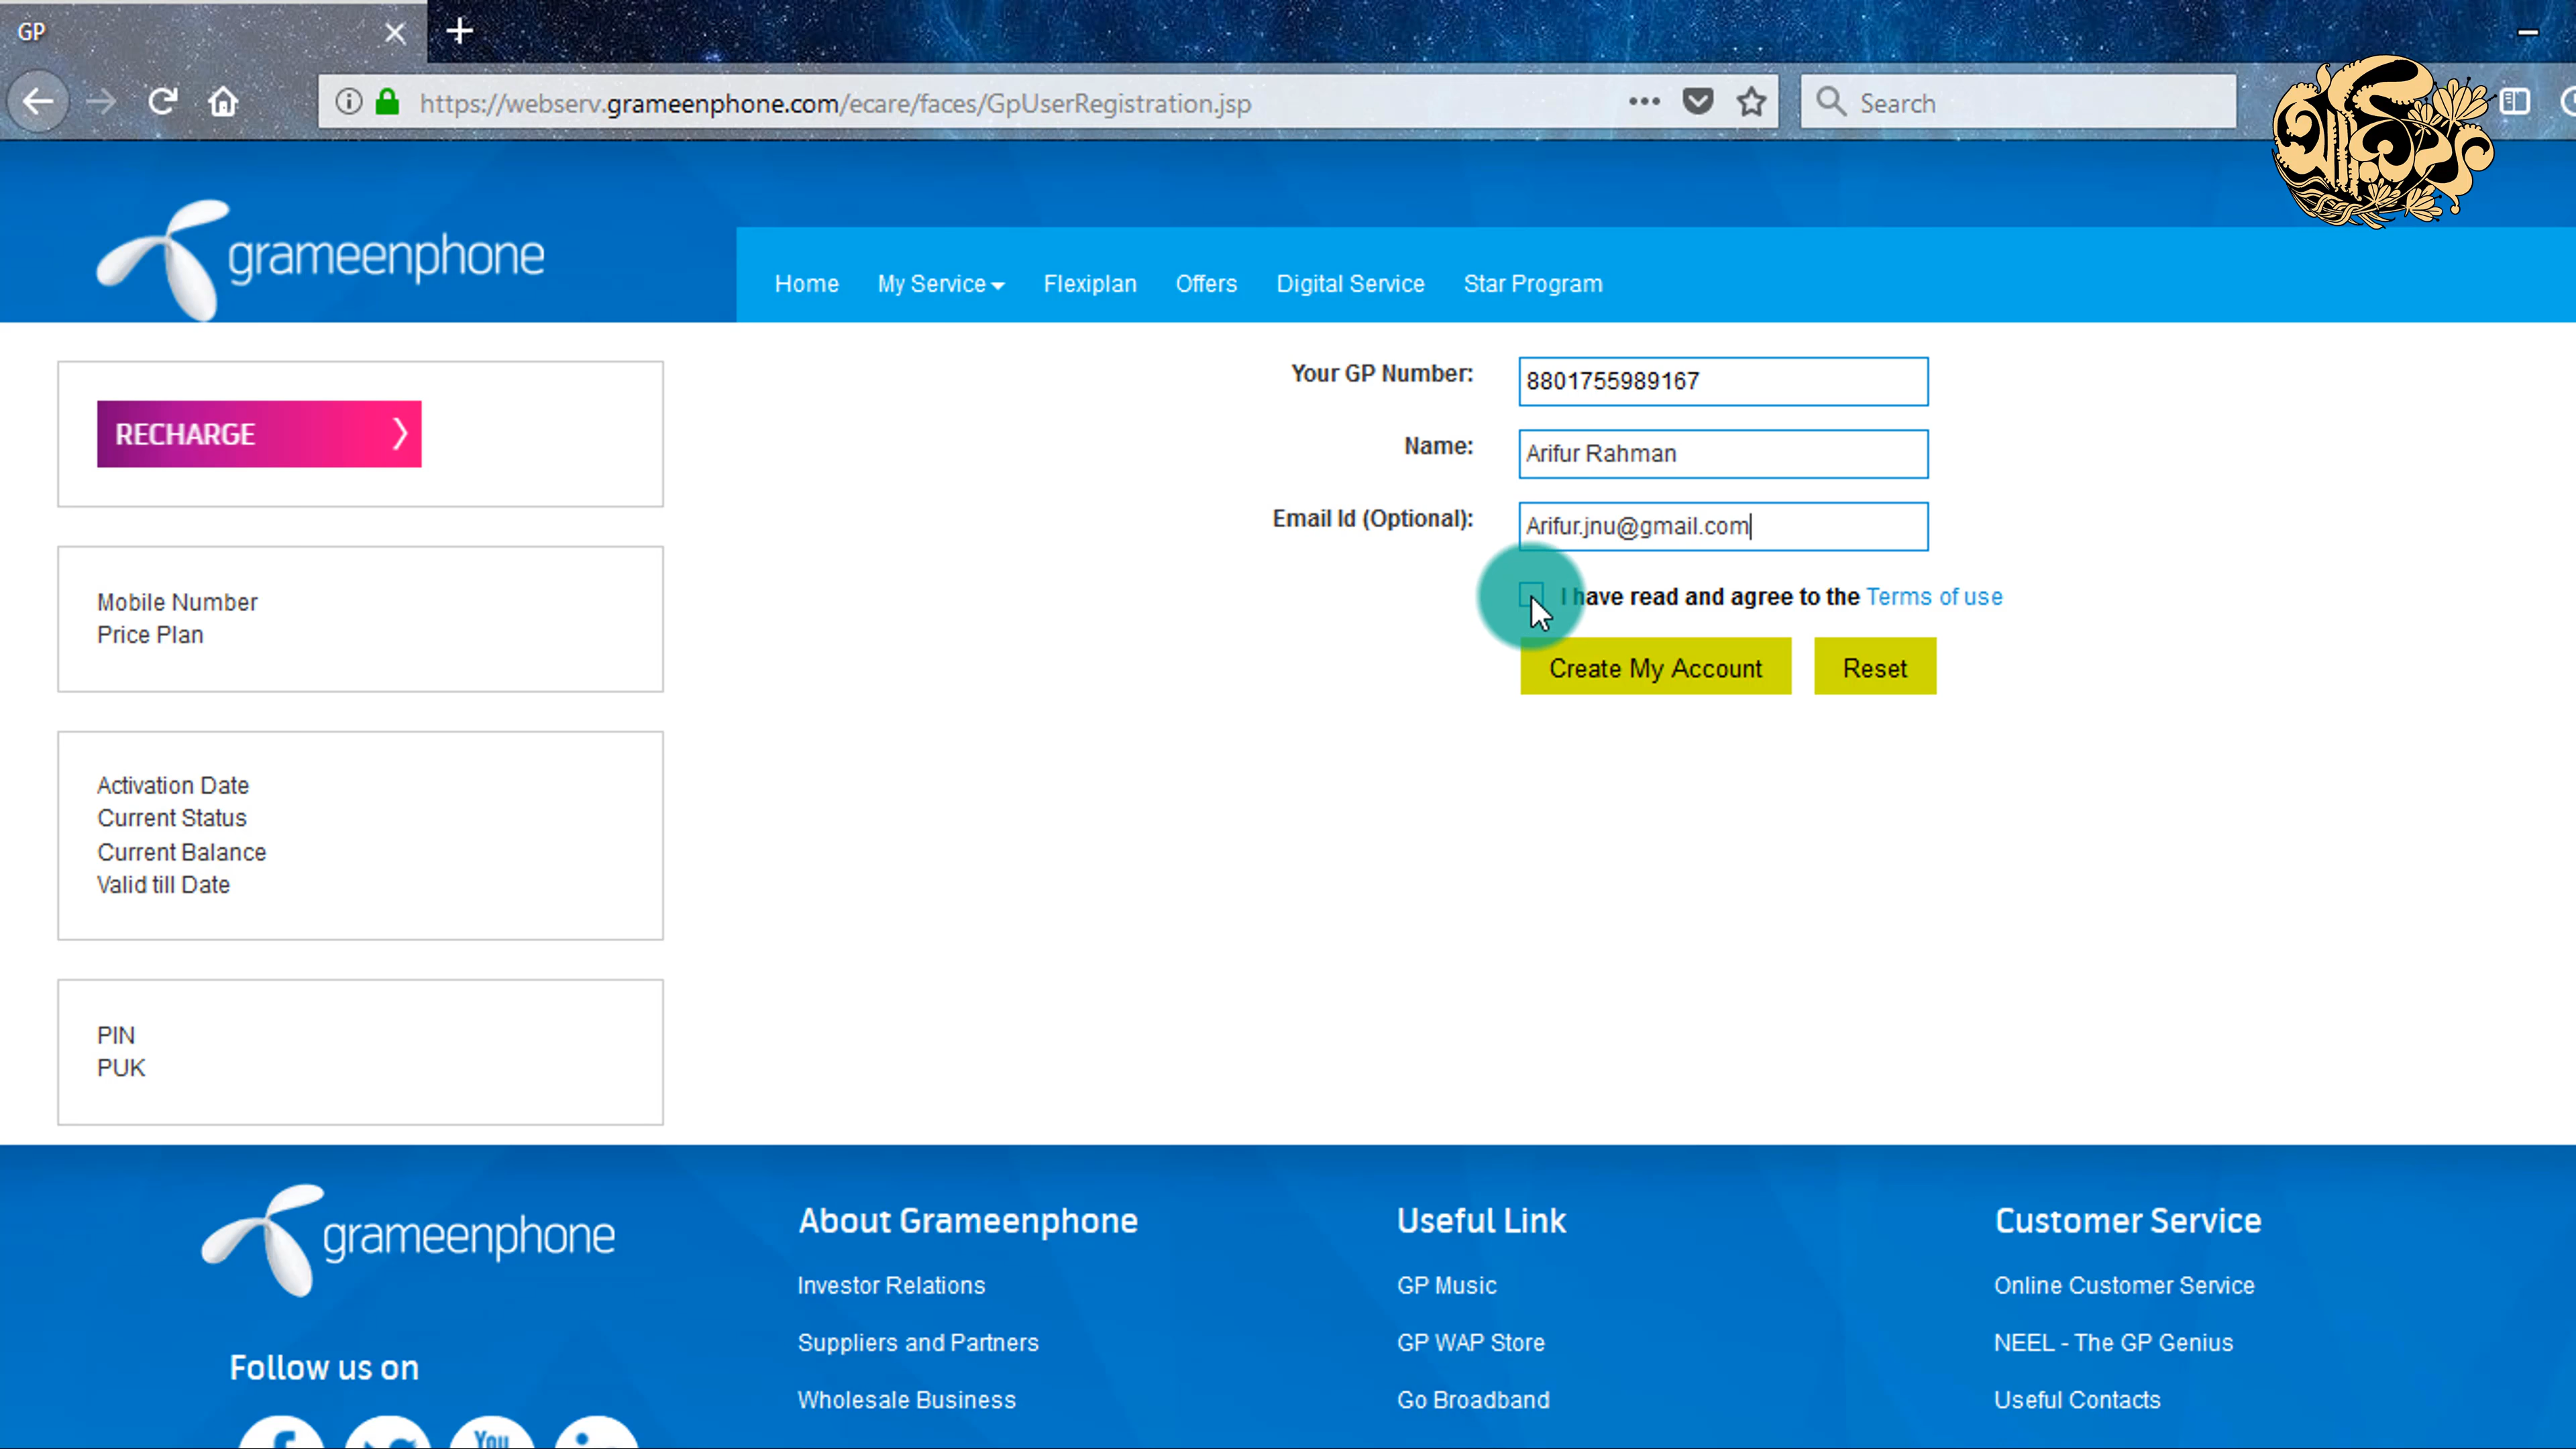 GP
https://webserv.grameenphone.com/ecare/faces/GpUserRegistration.jsp
Search
grameenphone
Home My Service Flexiplan Offers Digital Service Star Program
RECHARGE
Mobile Number
Price Plan
Activation Date
Current Status
Current Balance
Valid till Date
PIN
PUK
Your GP Number: 8801755989167
Name: Arifur Rahman
Email Id (Optional): Arifur.jnu@gmail.com
I have read and agree to the Terms of use
Create My Account Reset
grameenphone
Follow us on
You
About Grameenphone
Investor Relations
Suppliers and Partners
Wholesale Business
Useful Link
GP Music
GP WAP Store
Go Broadband
Customer Service
Online Customer Service
NEEL - The GP Genius
Useful Contacts